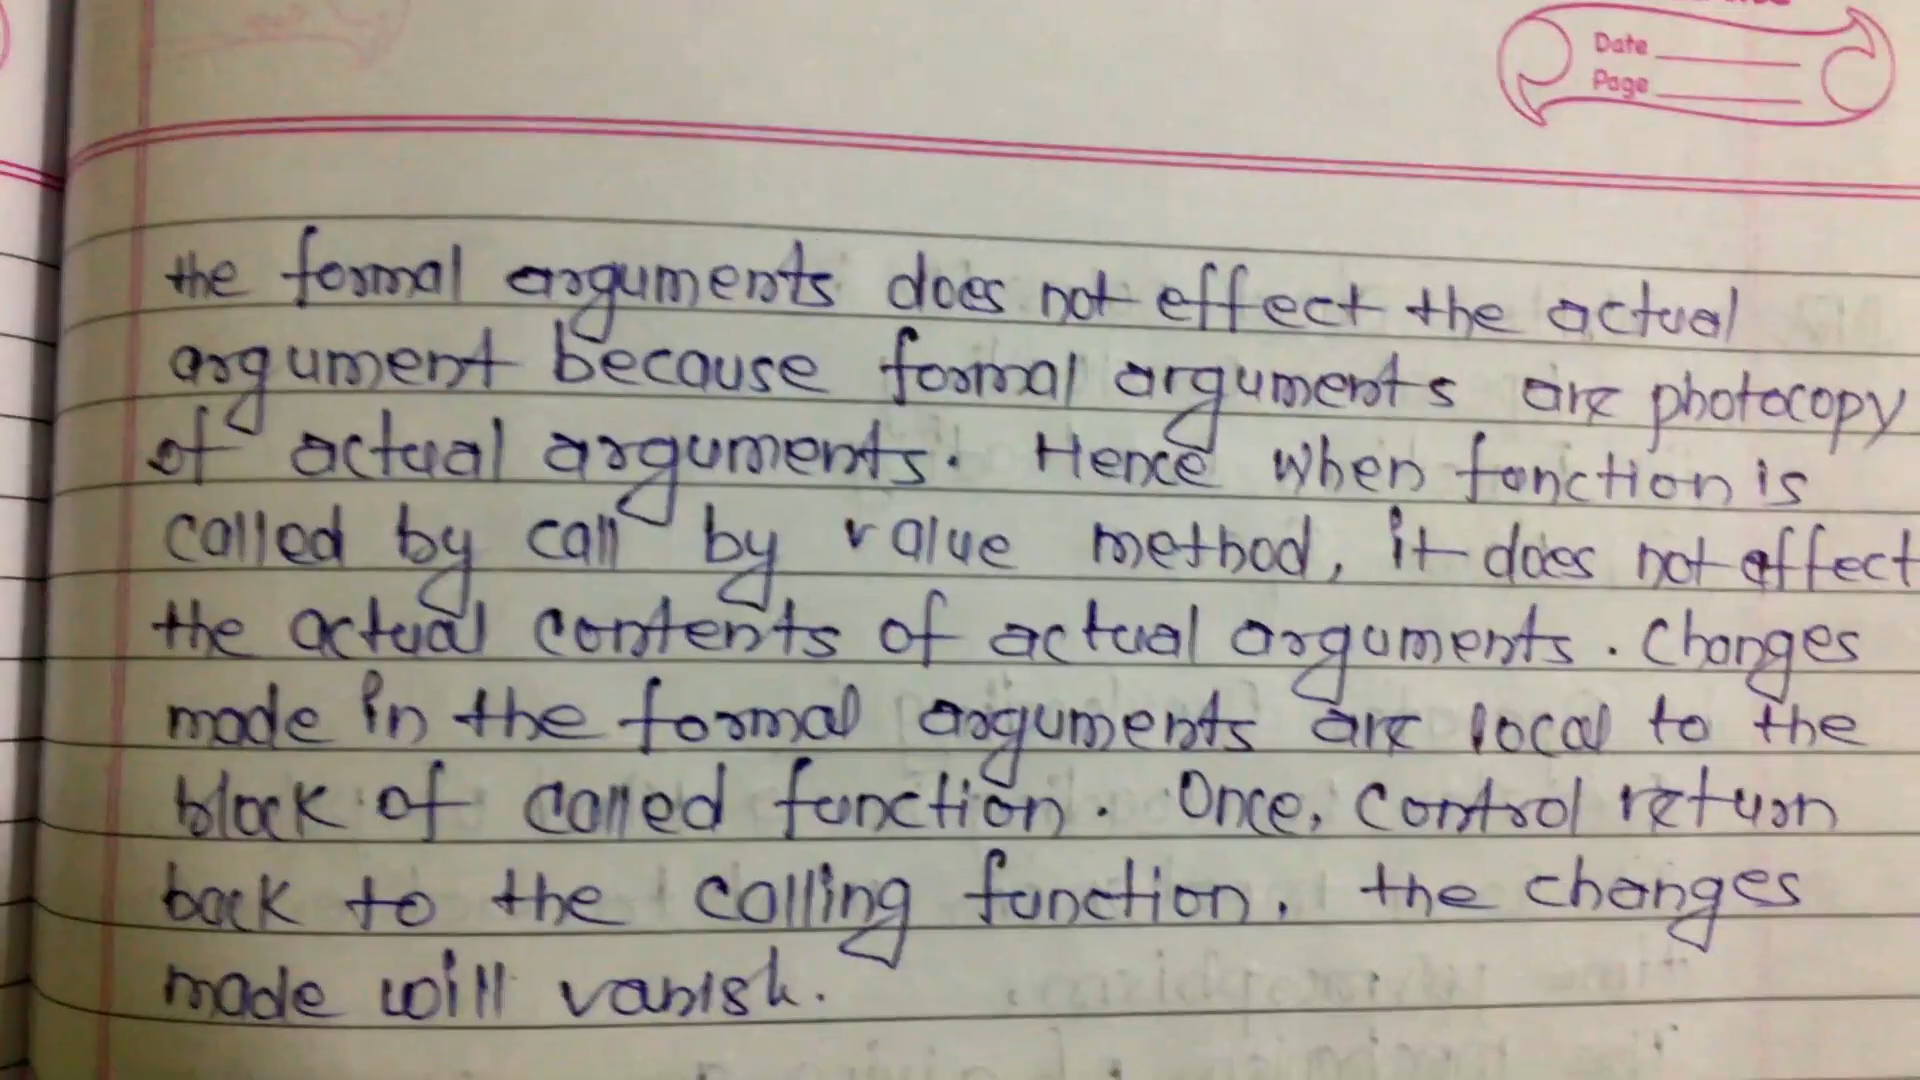 Date
Page
the formal arguments does not effect the actual
argument because formal arguments are photocopy
of actual arguments. Hence when function is
called by call by value method, it does not effect
the actual contents of actual arguments. Changes
made in the formal arguments are local to the
block of called function. Once, control return
back to the calling function, the changes
made will vanish.